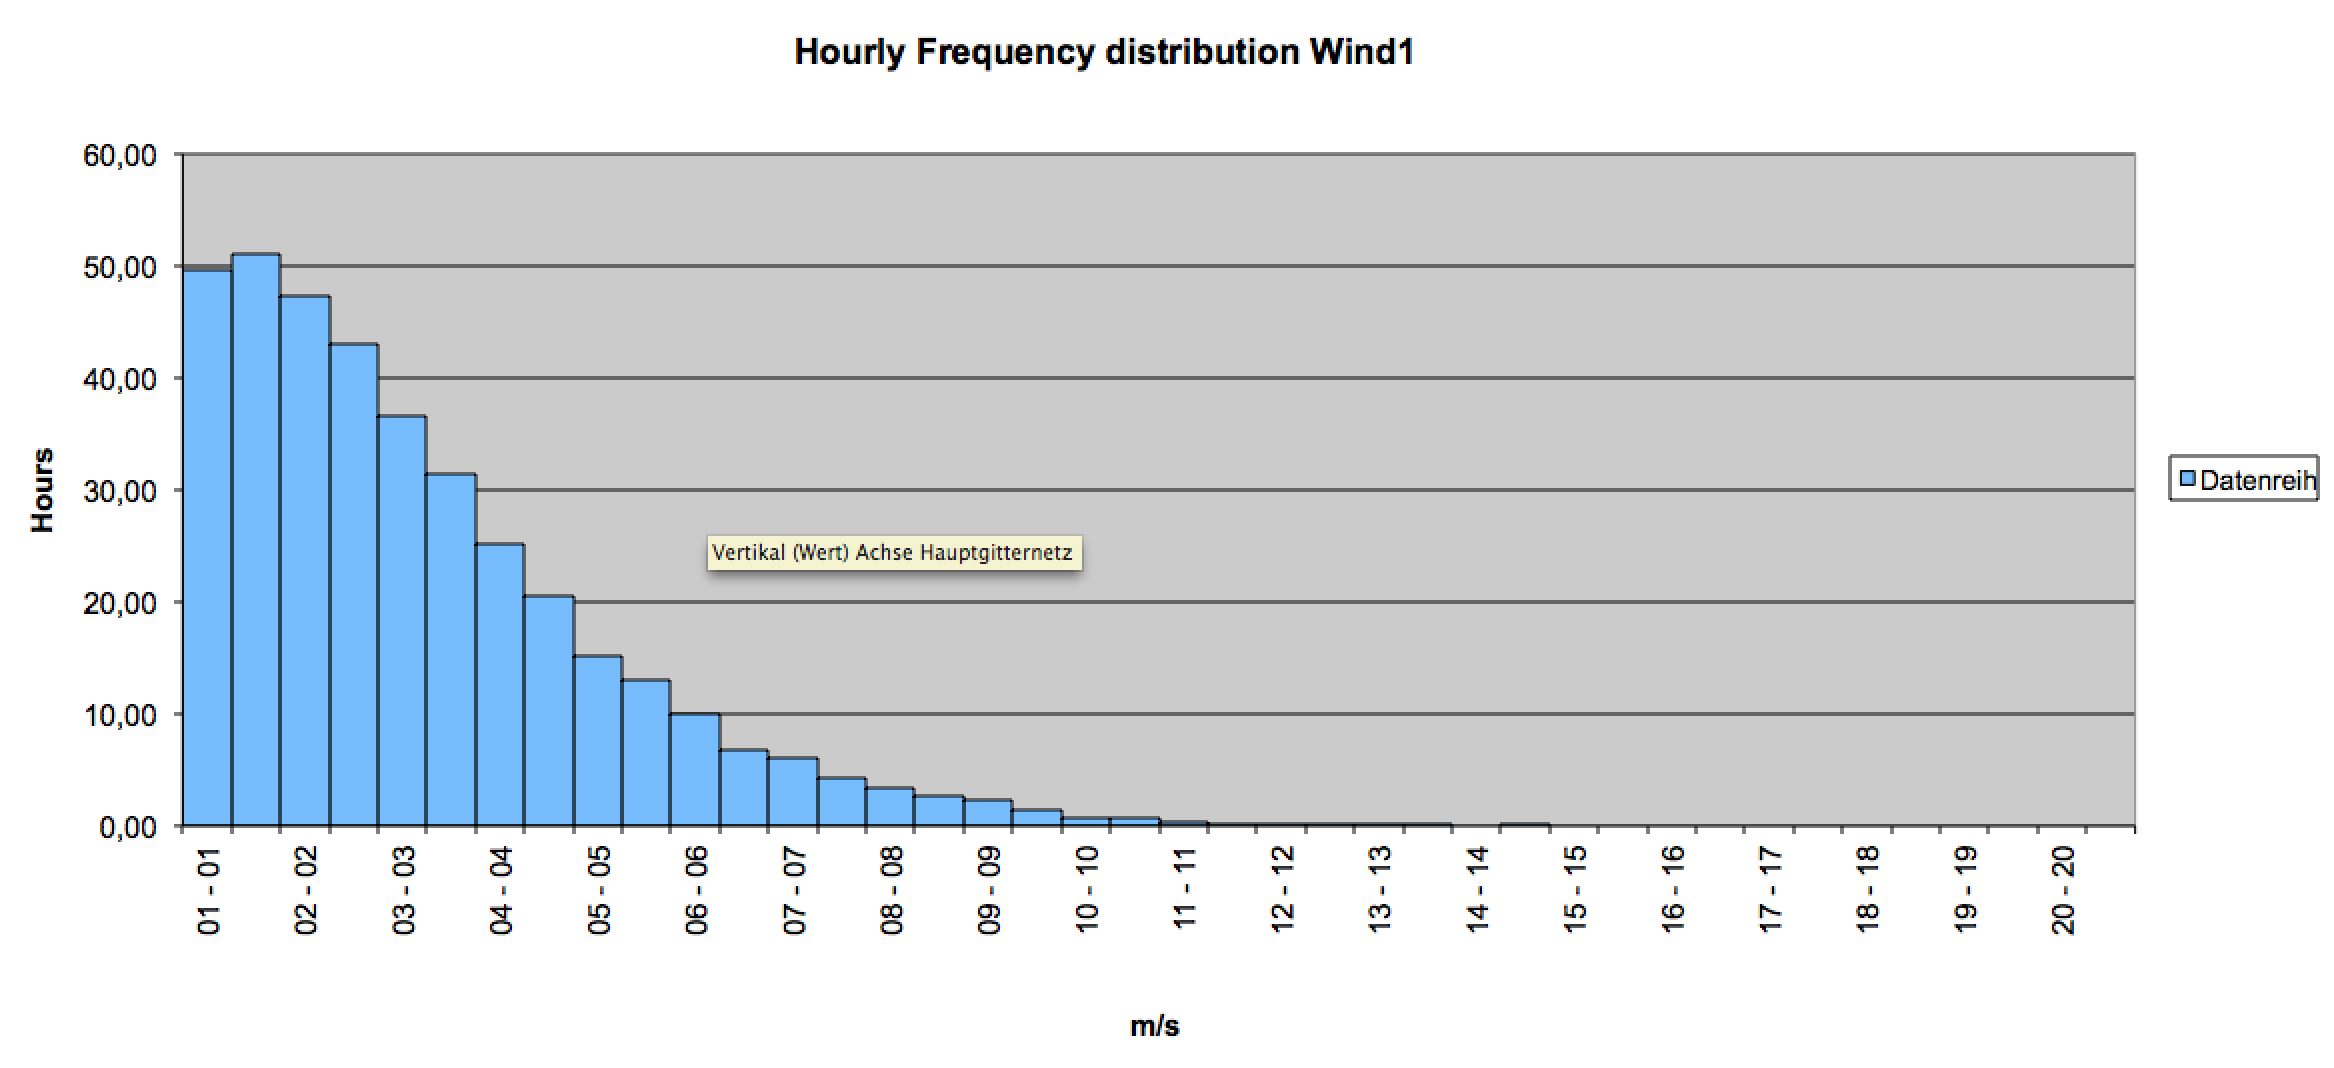 Hourly Frequency distribution Wind1
60,00
50,00
40,00
30,00
20,00
10,00
0,00
Hours
Vertikal (Wert) Achse Hauptgitternetz
Datenreih
01 - 01
02 - 02
03 - 03
04 - 04
05 - 05
06 - 06
07 - 07
08 - 08
09 - 09
10 - 10
11 - 11
12 - 12
13 - 13
14 - 14
15 - 15
16 - 16
17 - 17
18 - 18
19 - 19
20 - 20
m/s